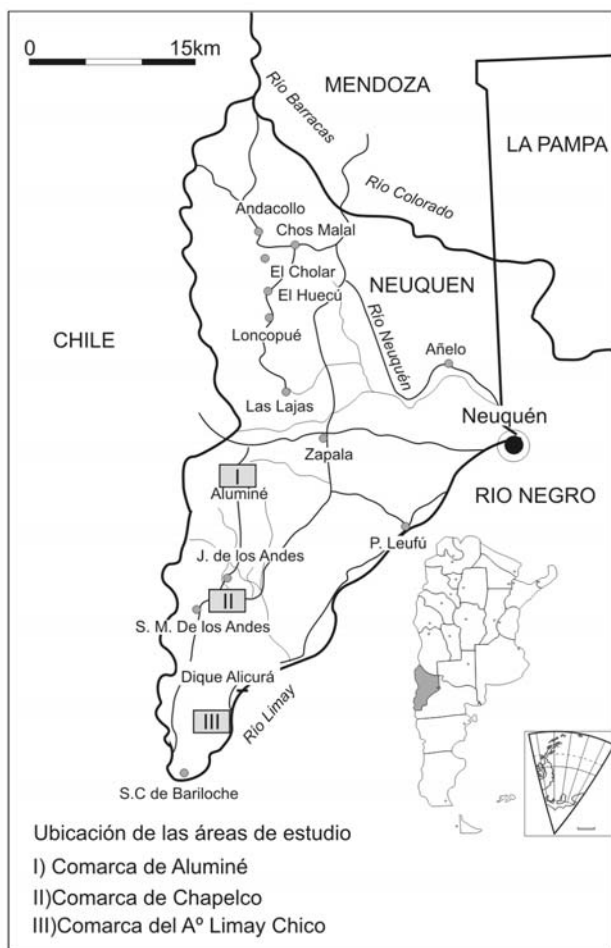 0 15km
MENDOZA
LA PAMPA
Río Barracas
Río Colorado
Andacollo
Chos Malal
El Cholar
NEUQUEN
El Huecú
Río Neuquén
CHILE
Loncopué
Añelo
Las Lajas
Neuquén
Zapala
I
Aluminé
RIO NEGRO
P. Leufú
J. de los Andes
II
S. M. De los Andes
Dique Alicurá
III
Río Limay
S.C de Bariloche
Ubicación de las áreas de estudio
I) Comarca de Aluminé
II)Comarca de Chapelco
III)Comarca del Aº Limay Chico